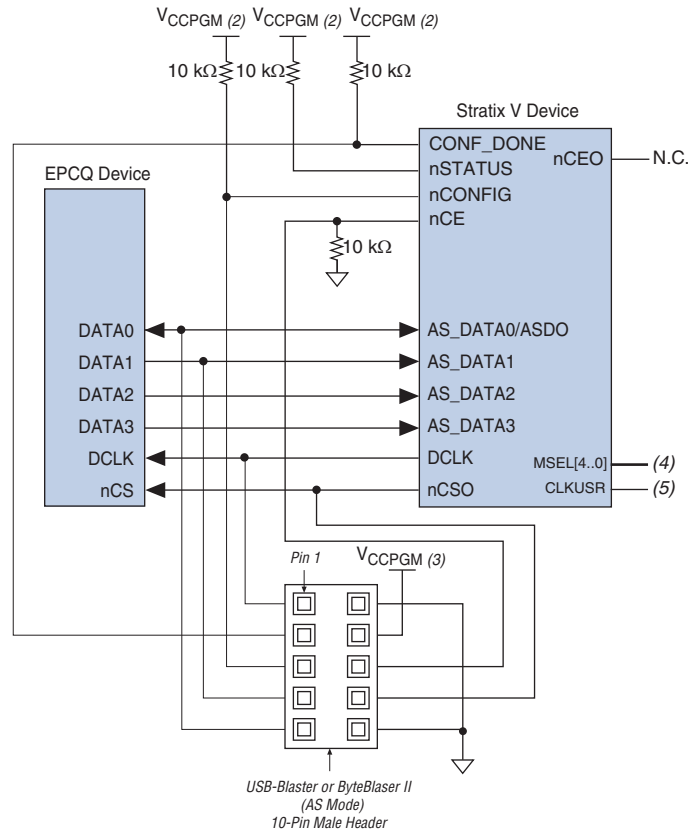 VCCPGM (2) VCCPGM (2) VCCPGM (2)
10 kΩ 10 kΩ 10 kΩ
Stratix V Device
CONF_DONE
nSTATUS
nCONFIG
nCE
nCEO
N.C.
EPCQ Device
10 kΩ
DATA0
DATA1
DATA2
DATA3
DCLK
nCS
AS_DATA0/ASDO
AS_DATA1
AS_DATA2
AS_DATA3
DCLK
nCSO
MSEL[4..0]
(4)
CLKUSR
(5)
Pin 1
VCCPGM (3)
USB-Blaster or ByteBlaser II
(AS Mode)
10-Pin Male Header